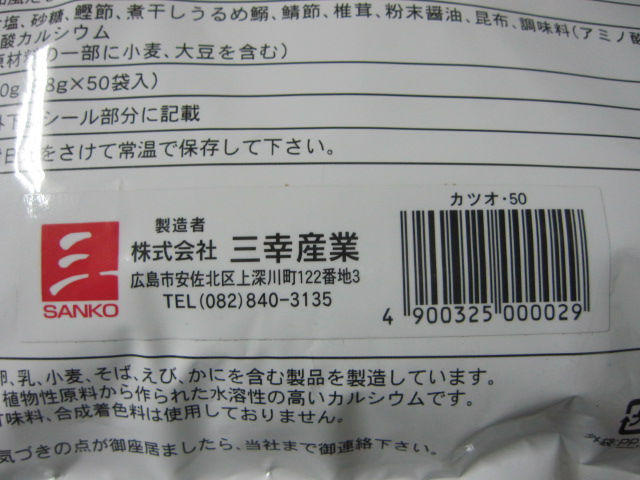 塩、砂糖、鰹節、煮干しうるめ鰯、鯖節、椎茸、粉末醤油、昆布、調味料(アミノ酸
酸カルシウム
原材料の一部に小麦、大豆を含む)
0g 8g×50袋入)
シール部分に記載
をさけて常温で保存して下さい。
カツオ・50
製造者
株式会社 三幸産業
広島市安佐北区上深川町122番地3
TEL(082)840-3135
SANKO
4 900325 000029
卵、乳、小麦、そば、えび、かにを含む製品を製造しています。
植物性原料から作られた水溶性の高いカルシウムです。
味料、合成着色料は使用しておりません。
気づきの点が御座居ましたら、当社まで御連絡下さい。
外袋:PP